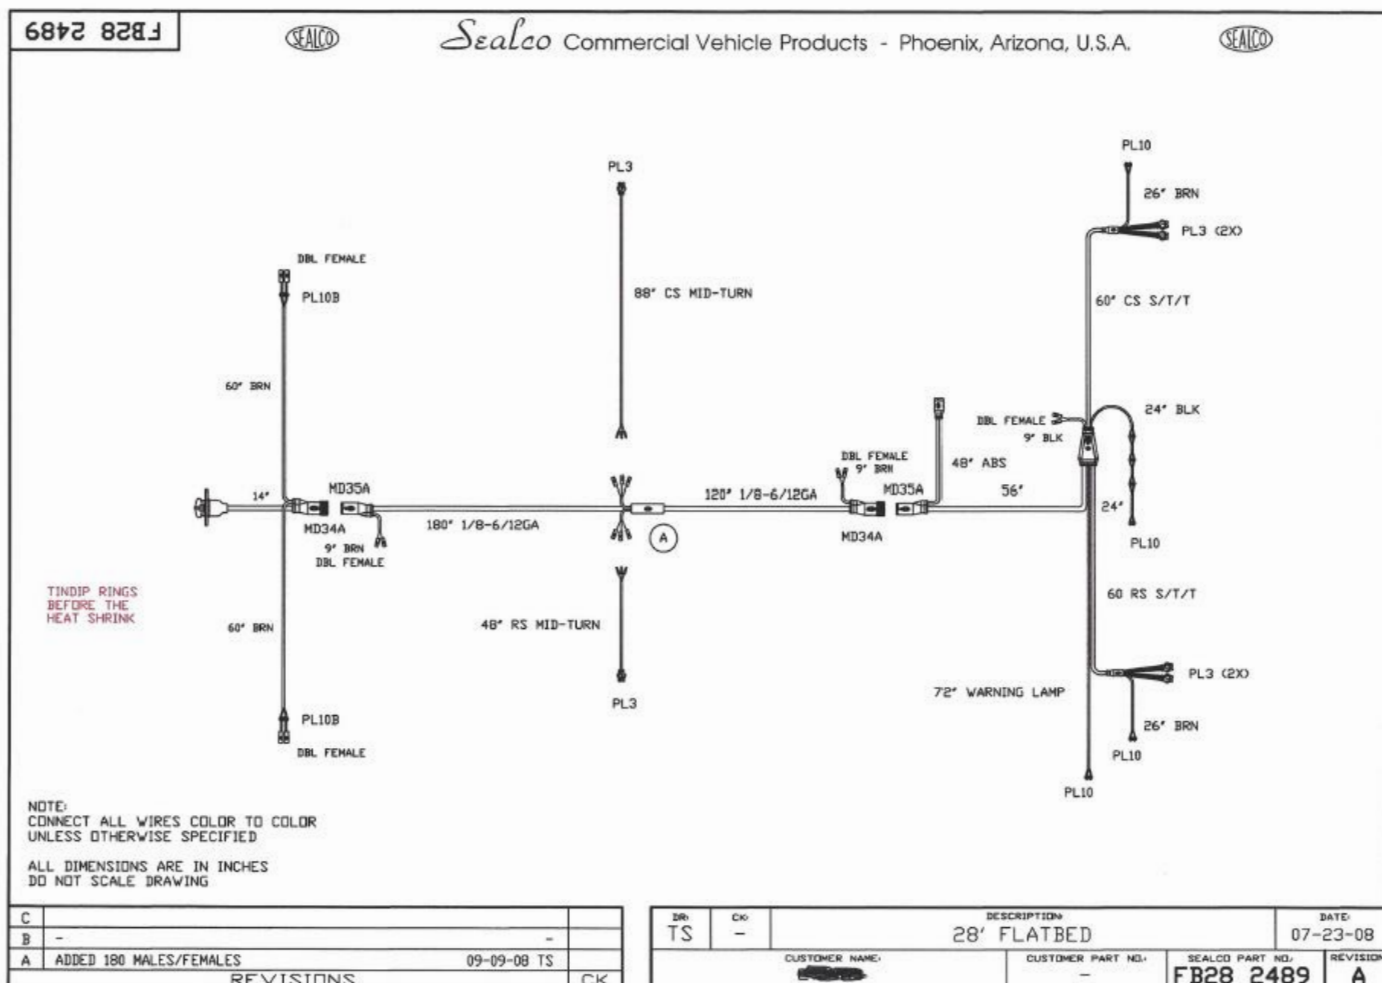 FB28 2489
SEALCO
Sealco Commercial Vehicle Products - Phoenix, Arizona, U.S.A.
SEALCO
PL10
PL3
26" BRN
PL3 (2X)
DBL FEMALE
PL10B
88" CS MID-TURN
60" CS S/T/T
60" BRN
24" BLK
DBL FEMALE
9" BLK
DBL FEMALE
9" BRN
48" ABS
MD35A
MD35A
14"
120" 1/8-6/12GA
56"
24"
MD34A
180" 1/8-6/12GA
A
MD34A
PL10
9" BRN
DBL FEMALE
TINDIP RINGS
BEFORE THE
HEAT SHRINK
60" BRN
48" RS MID-TURN
60 RS S/T/T
PL3 (2X)
72" WARNING LAMP
PL3
PL10B
26" BRN
DBL FEMALE
PL10
PL10
NOTE:
CONNECT ALL WIRES COLOR TO COLOR
UNLESS OTHERWISE SPECIFIED
ALL DIMENSIONS ARE IN INCHES
DO NOT SCALE DRAWING
C
B - -
A ADDED 180 MALES/FEMALES 09-09-08 TS
REVISIONS CK
DR: CK: DESCRIPTION: DATE:
TS - 28' FLATBED 07-23-08
CUSTOMER NAME: CUSTOMER PART NO.: SEALCO PART NO.: REVISION
- FB28 2489 A